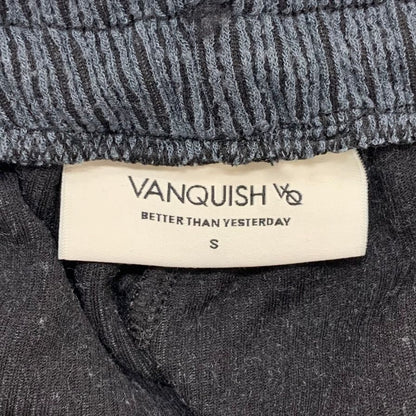 VANQUISH VQ
BETTER THAN YESTERDAY
S